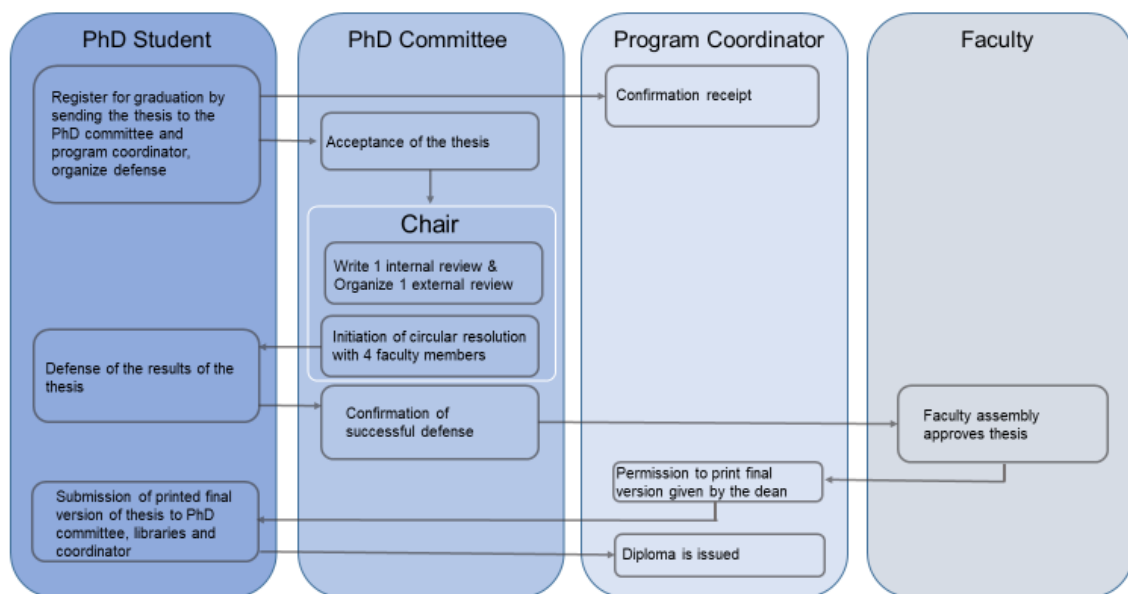 PhD Student
PhD Committee
Program Coordinator
Faculty
Register for graduation by
sending the thesis to the
PhD committee and
program coordinator,
organize defense
Confirmation receipt
Acceptance of the thesis
Chair
Write 1 internal review &
Organize 1 external review
Initiation of circular resolution
with 4 faculty members
Defense of the results of the
thesis
Confirmation of
successful defense
Faculty assembly
approves thesis
Permission to print final
version given by the dean
Submission of printed final
version of thesis to PhD
committee, libraries and
coordinator
Diploma is issued